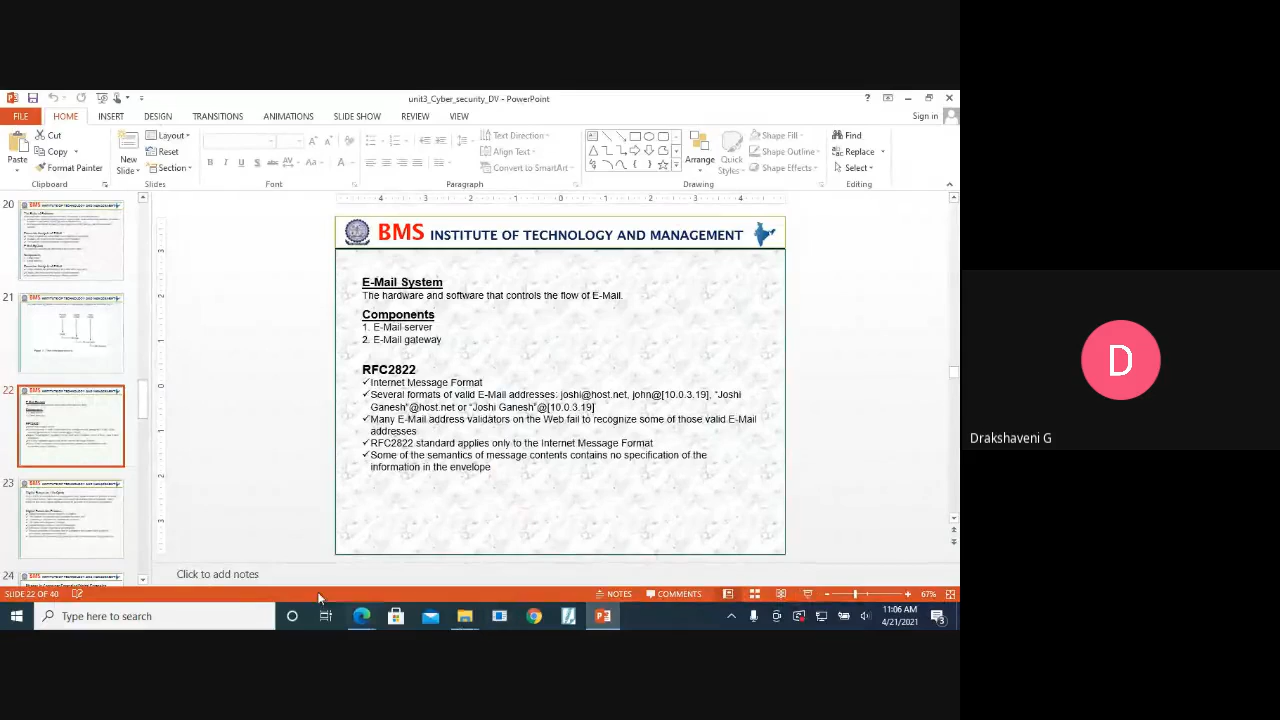 unit3_Cyber_security_DV - PowerPoint
FILE HOME INSERT DESIGN TRANSITIONS ANIMATIONS SLIDE SHOW REVIEW VIEW Sign in
Paste Cut Copy Format Painter
Clipboard
New Slide Layout Reset Section
Slides
Font
Text Direction Align Text Convert to SmartArt
Paragraph
Arrange Quick Styles Shape Fill Shape Outline Shape Effects
Drawing
Find Replace Select
Editing
20
21
22
23
24
BMS INSTITUTE OF TECHNOLOGY AND MANAGEMENT
E-Mail System
The hardware and software that controls the flow of E-Mail.
Components
1. E-Mail server
2. E-Mail gateway
RFC2822
✓Internet Message Format
✓Several formats of valid E-Mail addresses: joshi@host.net, john@[10.0.3.19], "Joshi
Ganesh"@host.net or "Joshi Ganesh"@[10.0.3.19]
✓Many E-Mail address validators on the Web fail to recognize some of those valid E-Mail
addresses
✓RFC2822 standard applies only to the Internet Message Format
✓Some of the semantics of message contents contains no specification of the
information in the envelope
Click to add notes
SLIDE 22 OF 40 NOTES COMMENTS 67%
Type here to search
11:06 AM
4/21/2021
3
D
Drakshaveni G